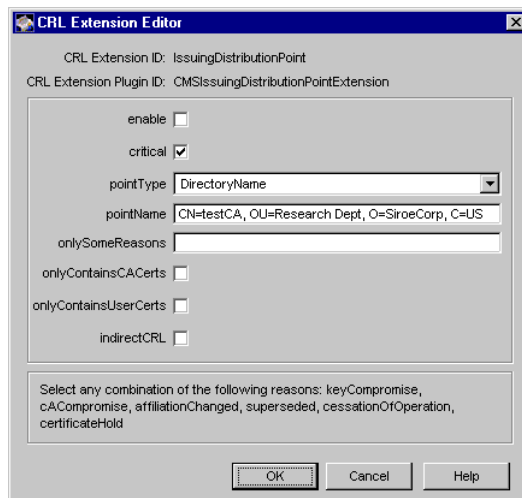 CRL Extension Editor
CRL Extension ID: IssuingDistributionPoint
CRL Extension Plugin ID: CMSIssuingDistributionPointExtension
enable
critical
pointType DirectoryName
pointName CN=testCA, OU=Research Dept, O=SiroeCorp, C=US
onlySomeReasons
onlyContainsCACerts
onlyContainsUserCerts
indirectCRL
Select any combination of the following reasons: keyCompromise,
cACompromise, affiliationChanged, superseded, cessationOfOperation,
certificateHold
OK Cancel Help